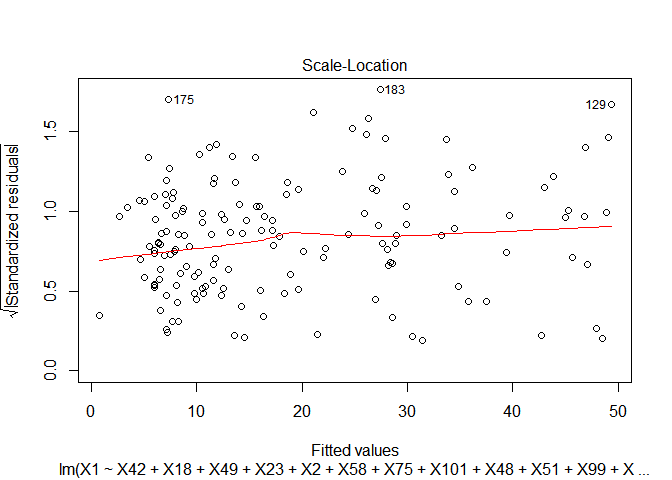 Scale-Location
√|Standardized residuals|
1.5
1.0
0.5
0.0
175
183
129
0 10 20 30 40 50
Fitted values
lm(X1 ~ X42 + X18 + X49 + X23 + X2 + X58 + X75 + X101 + X48 + X51 + X99 + X ...